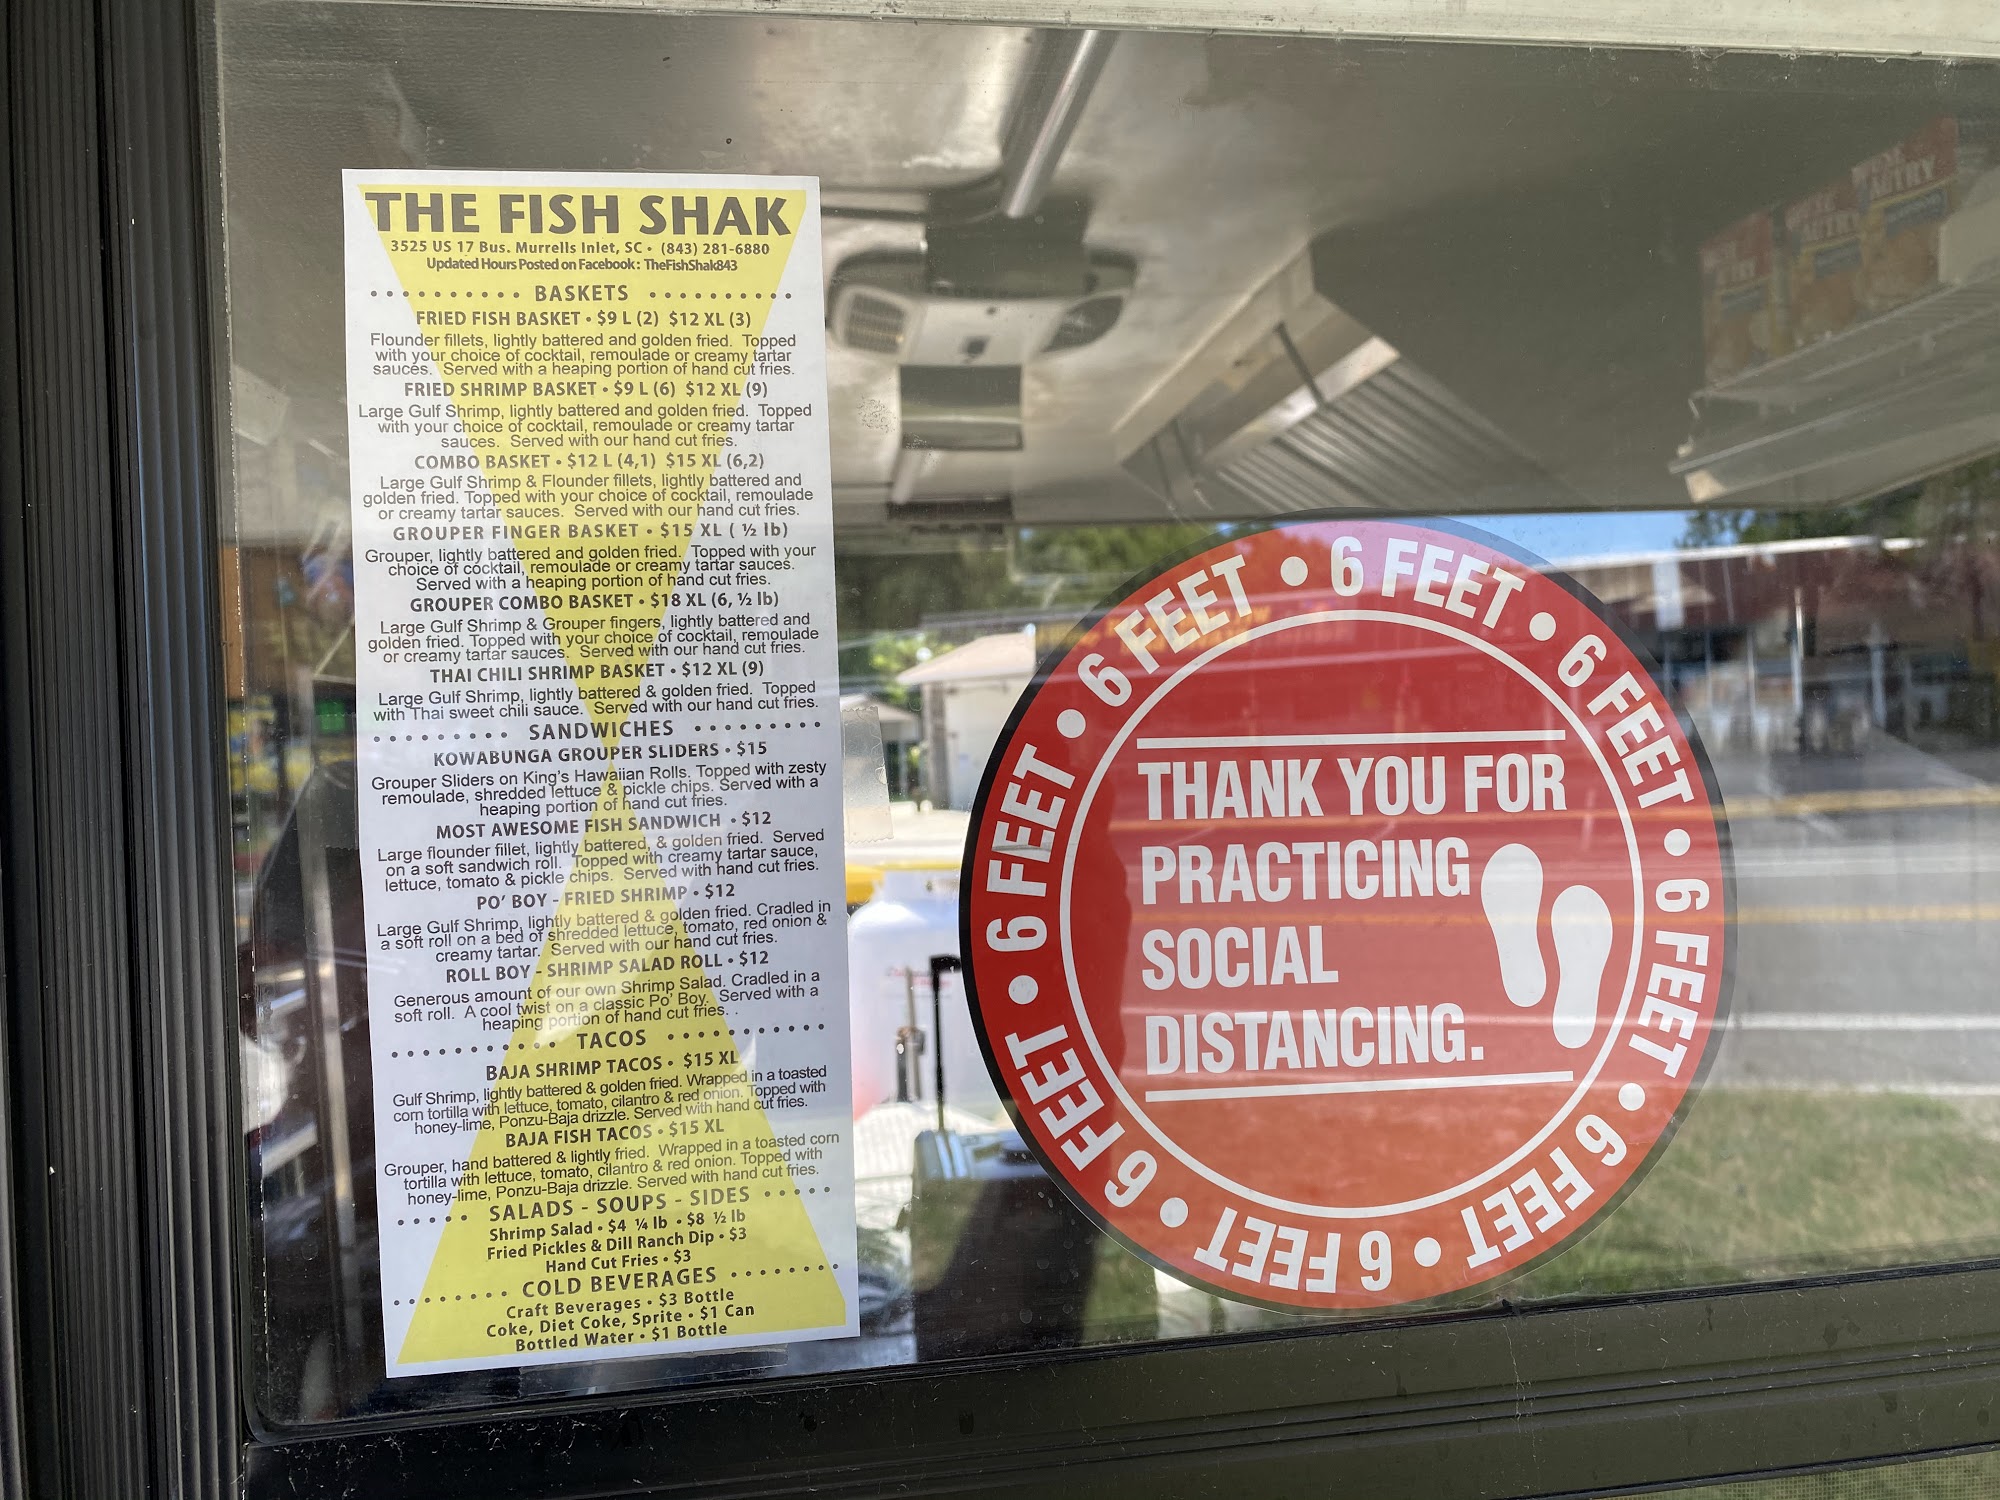 THE FISH SHAK
3525 US 17 Bus. Murrells Inlet, SC • (843) 281-6880
Updated Hours Posted on Facebook: TheFishShak843
• • • • • • • • • • BASKETS • • • • • • • • • •
FRIED FISH BASKET • $9 L (2) $12 XL (3)
Flounder fillets, lightly battered and golden fried. Topped
with your choice of cocktail, remoulade or creamy tartar
sauces. Served with a heaping portion of hand cut fries.
FRIED SHRIMP BASKET • $9 L (6) $12 XL (9)
Large Gulf Shrimp, lightly battered and golden fried. Topped
with your choice of cocktail, remoulade or creamy tartar
sauces. Served with our hand cut fries.
COMBO BASKET • $12 L (4,1) $15 XL (6,2)
Large Gulf Shrimp & Flounder fillets, lightly battered and
golden fried. Topped with your choice of cocktail, remoulade
or creamy tartar sauces. Served with our hand cut fries.
GROUPER FINGER BASKET • $15 XL ( ½ lb)
Grouper, lightly battered and golden fried. Topped with your
choice of cocktail, remoulade or creamy tartar sauces.
Served with a heaping portion of hand cut fries.
GROUPER COMBO BASKET • $18 XL (6, ½ lb)
Large Gulf Shrimp & Grouper fingers, lightly battered and
golden fried. Topped with your choice of cocktail, remoulade
or creamy tartar sauces. Served with our hand cut fries.
THAI CHILI SHRIMP BASKET • $12 XL (9)
Large Gulf Shrimp, lightly battered & golden fried. Topped
with Thai sweet chili sauce. Served with our hand cut fries.
• • • • • • • • • SANDWICHES • • • • • • • • •
KOWABUNGA GROUPER SLIDERS • $15
Grouper Sliders on King's Hawaiian Rolls. Topped with zesty
remoulade, shredded lettuce & pickle chips. Served with a
heaping portion of hand cut fries.
MOST AWESOME FISH SANDWICH • $12
Large flounder fillet, lightly battered, & golden fried. Served
on a soft sandwich roll. Topped with creamy tartar sauce,
lettuce, tomato & pickle chips. Served with hand cut fries.
PO' BOY - FRIED SHRIMP • $12
Large Gulf Shrimp, lightly battered & golden fried. Cradled in
a soft roll on a bed of shredded lettuce, tomato, red onion &
creamy tartar. Served with our hand cut fries.
ROLL BOY - SHRIMP SALAD ROLL • $12
Generous amount of our own Shrimp Salad. Cradled in a
soft roll. A cool twist on a classic Po' Boy. Served with a
heaping portion of hand cut fries. .
• • • • • • • • • • TACOS • • • • • • • • • •
BAJA SHRIMP TACOS • $15 XL
Gulf Shrimp, lightly battered & golden fried. Wrapped in a toasted
corn tortilla with lettuce, tomato, cilantro & red onion. Topped with
honey-lime, Ponzu-Baja drizzle. Served with hand cut fries.
BAJA FISH TACOS • $15 XL
Grouper, hand battered & lightly fried. Wrapped in a toasted corn
tortilla with lettuce, tomato, cilantro & red onion. Topped with
honey-lime, Ponzu-Baja drizzle. Served with hand cut fries.
• • • • • SALADS - SOUPS - SIDES • • • • •
Shrimp Salad • $4 ¼ lb • $8 ½ lb
Fried Pickles & Dill Ranch Dip • $3
Hand Cut Fries • $3
• • • • • • • • COLD BEVERAGES • • • • • • • •
Craft Beverages • $3 Bottle
Coke, Diet Coke, Sprite • $1 Can
Bottled Water • $1 Bottle
6 FEET • 6 FEET • 6 FEET • 6 FEET • 6 FEET • 6 FEET • 6 FEET • 6 FEET •
THANK YOU FOR
PRACTICING
SOCIAL
DISTANCING.